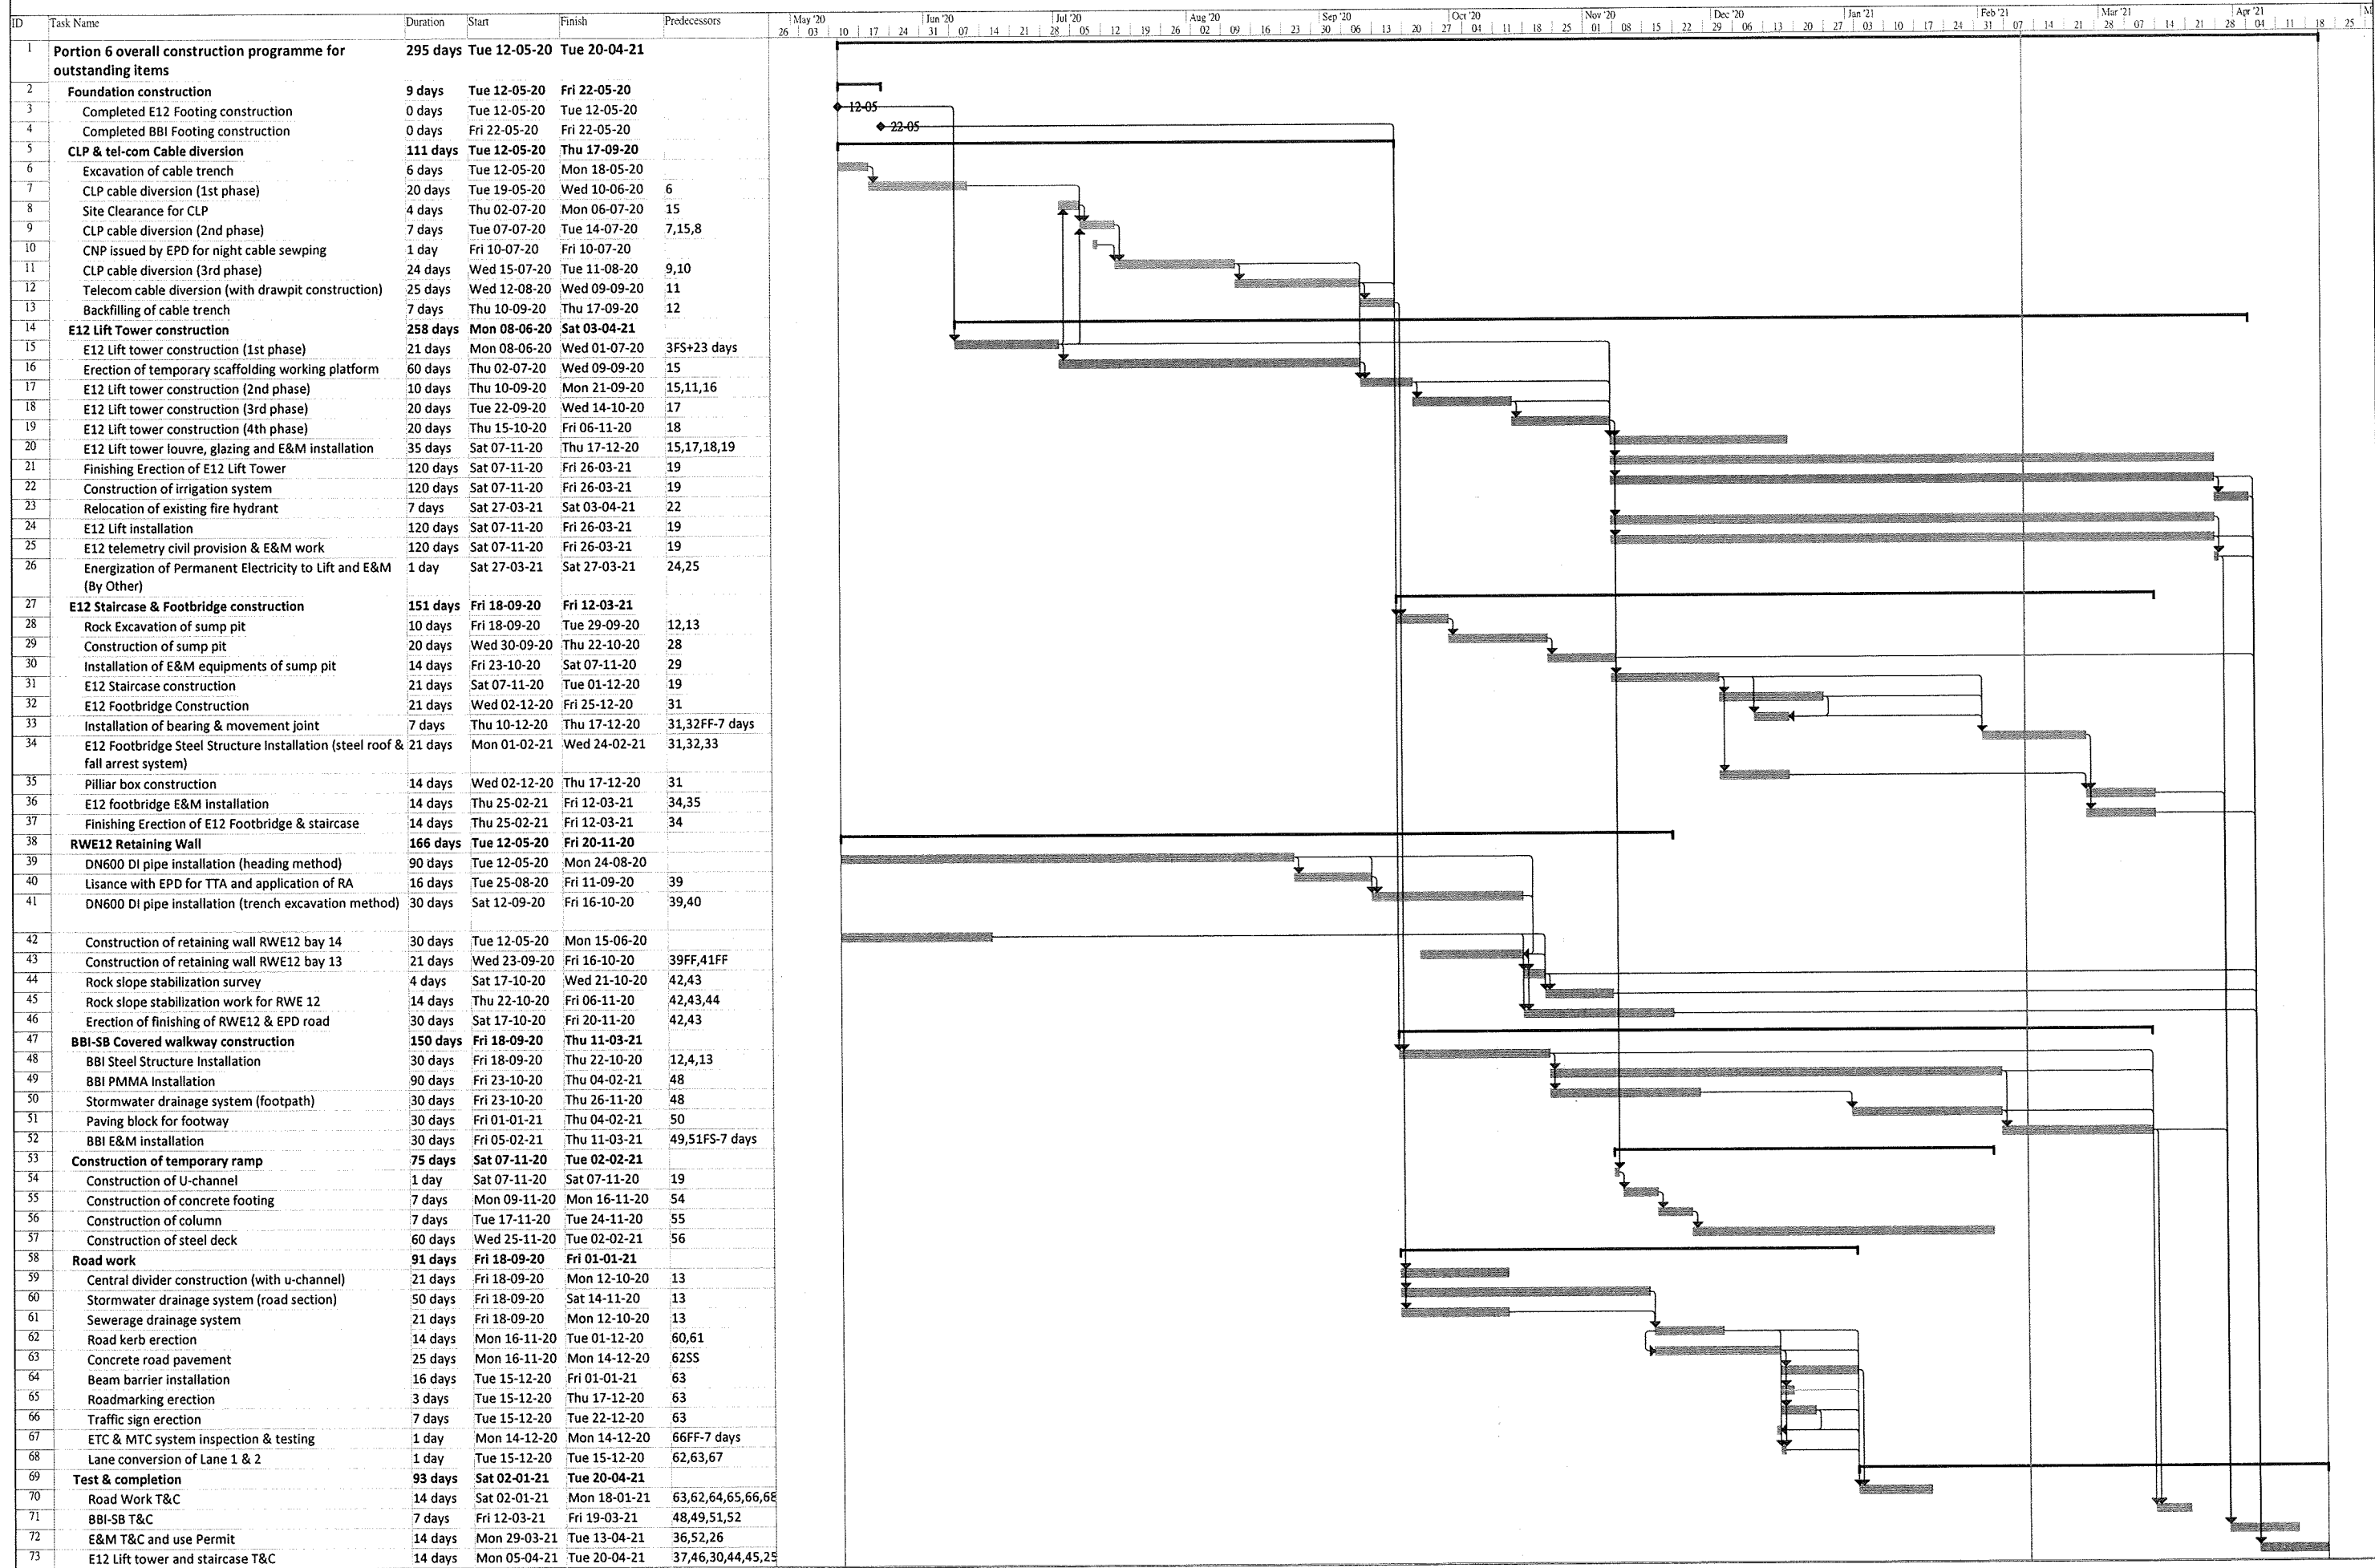 ID Task Name Duration Start Finish Predecessors May '20 Jun '20 Jul '20 Aug '20 Sep '20 Oct '20 Nov '20 Dec '20 Jan '21 Feb '21 Mar '21 Apr '21 M
26 03 10 17 24 31 07 14 21 28 05 12 19 26 02 09 16 23 30 06 13 20 27 04 11 18 25 01 08 15 22 29 06 13 20 27 03 10 17 24 31 07 14 21 28 07 14 21 28 04 11 18 25
1 Portion 6 overall construction programme for 295 days Tue 12-05-20 Tue 20-04-21
outstanding items
2 Foundation construction 9 days Tue 12-05-20 Fri 22-05-20
3 Completed E12 Footing construction 0 days Tue 12-05-20 Tue 12-05-20 12-05
4 Completed BBI Footing construction 0 days Fri 22-05-20 Fri 22-05-20 22-05
5 CLP & tel-com Cable diversion 111 days Tue 12-05-20 Thu 17-09-20
6 Excavation of cable trench 6 days Tue 12-05-20 Mon 18-05-20
7 CLP cable diversion (1st phase) 20 days Tue 19-05-20 Wed 10-06-20 6
8 Site Clearance for CLP 4 days Thu 02-07-20 Mon 06-07-20 15
9 CLP cable diversion (2nd phase) 7 days Tue 07-07-20 Tue 14-07-20 7,15,8
10 CNP issued by EPD for night cable sewping 1 day Fri 10-07-20 Fri 10-07-20
11 CLP cable diversion (3rd phase) 24 days Wed 15-07-20 Tue 11-08-20 9,10
12 Telecom cable diversion (with drawpit construction) 25 days Wed 12-08-20 Wed 09-09-20 11
13 Backfilling of cable trench 7 days Thu 10-09-20 Thu 17-09-20 12
14 E12 Lift Tower construction 258 days Mon 08-06-20 Sat 03-04-21
15 E12 Lift tower construction (1st phase) 21 days Mon 08-06-20 Wed 01-07-20 3FS+23 days
16 Erection of temporary scaffolding working platform 60 days Thu 02-07-20 Wed 09-09-20 15
17 E12 Lift tower construction (2nd phase) 10 days Thu 10-09-20 Mon 21-09-20 15,11,16
18 E12 Lift tower construction (3rd phase) 20 days Tue 22-09-20 Wed 14-10-20 17
19 E12 Lift tower construction (4th phase) 20 days Thu 15-10-20 Fri 06-11-20 18
20 E12 Lift tower louvre, glazing and E&M installation 35 days Sat 07-11-20 Thu 17-12-20 15,17,18,19
21 Finishing Erection of E12 Lift Tower 120 days Sat 07-11-20 Fri 26-03-21 19
22 Construction of irrigation system 120 days Sat 07-11-20 Fri 26-03-21 19
23 Relocation of existing fire hydrant 7 days Sat 27-03-21 Sat 03-04-21 22
24 E12 Lift installation 120 days Sat 07-11-20 Fri 26-03-21 19
25 E12 telemetry civil provision & E&M work 120 days Sat 07-11-20 Fri 26-03-21 19
26 Energization of Permanent Electricity to Lift and E&M 1 day Sat 27-03-21 Sat 27-03-21 24,25
(By Other)
27 E12 Staircase & Footbridge construction 151 days Fri 18-09-20 Fri 12-03-21
28 Rock Excavation of sump pit 10 days Fri 18-09-20 Tue 29-09-20 12,13
29 Construction of sump pit 20 days Wed 30-09-20 Thu 22-10-20 28
30 Installation of E&M equipments of sump pit 14 days Fri 23-10-20 Sat 07-11-20 29
31 E12 Staircase construction 21 days Sat 07-11-20 Tue 01-12-20 19
32 E12 Footbridge Construction 21 days Wed 02-12-20 Fri 25-12-20 31
33 Installation of bearing & movement joint 7 days Thu 10-12-20 Thu 17-12-20 31,32FF-7 days
34 E12 Footbridge Steel Structure Installation (steel roof & 21 days Mon 01-02-21 Wed 24-02-21 31,32,33
fall arrest system)
35 Pilliar box construction 14 days Wed 02-12-20 Thu 17-12-20 31
36 E12 footbridge E&M installation 14 days Thu 25-02-21 Fri 12-03-21 34,35
37 Finishing Erection of E12 Footbridge & staircase 14 days Thu 25-02-21 Fri 12-03-21 34
38 RWE12 Retaining Wall 166 days Tue 12-05-20 Fri 20-11-20
39 DN600 DI pipe installation (heading method) 90 days Tue 12-05-20 Mon 24-08-20
40 Lisance with EPD for TTA and application of RA 16 days Tue 25-08-20 Fri 11-09-20 39
41 DN600 DI pipe installation (trench excavation method) 30 days Sat 12-09-20 Fri 16-10-20 39,40
42 Construction of retaining wall RWE12 bay 14 30 days Tue 12-05-20 Mon 15-06-20
43 Construction of retaining wall RWE12 bay 13 21 days Wed 23-09-20 Fri 16-10-20 39FF,41FF
44 Rock slope stabilization survey 4 days Sat 17-10-20 Wed 21-10-20 42,43
45 Rock slope stabilization work for RWE 12 14 days Thu 22-10-20 Fri 06-11-20 42,43,44
46 Erection of finishing of RWE12 & EPD road 30 days Sat 17-10-20 Fri 20-11-20 42,43
47 BBI-SB Covered walkway construction 150 days Fri 18-09-20 Thu 11-03-21
48 BBI Steel Structure Installation 30 days Fri 18-09-20 Thu 22-10-20 12,4,13
49 BBI PMMA Installation 90 days Fri 23-10-20 Thu 04-02-21 48
50 Stormwater drainage system (footpath) 30 days Fri 23-10-20 Thu 26-11-20 48
51 Paving block for footway 30 days Fri 01-01-21 Thu 04-02-21 50
52 BBI E&M installation 30 days Fri 05-02-21 Thu 11-03-21 49,51FS-7 days
53 Construction of temporary ramp 75 days Sat 07-11-20 Tue 02-02-21
54 Construction of U-channel 1 day Sat 07-11-20 Sat 07-11-20 19
55 Construction of concrete footing 7 days Mon 09-11-20 Mon 16-11-20 54
56 Construction of column 7 days Tue 17-11-20 Tue 24-11-20 55
57 Construction of steel deck 60 days Wed 25-11-20 Tue 02-02-21 56
58 Road work 91 days Fri 18-09-20 Fri 01-01-21
59 Central divider construction (with u-channel) 21 days Fri 18-09-20 Mon 12-10-20 13
60 Stormwater drainage system (road section) 50 days Fri 18-09-20 Sat 14-11-20 13
61 Sewerage drainage system 21 days Fri 18-09-20 Mon 12-10-20 13
62 Road kerb erection 14 days Mon 16-11-20 Tue 01-12-20 60,61
63 Concrete road pavement 25 days Mon 16-11-20 Mon 14-12-20 62SS
64 Beam barrier installation 16 days Tue 15-12-20 Fri 01-01-21 63
65 Roadmarking erection 3 days Tue 15-12-20 Thu 17-12-20 63
66 Traffic sign erection 7 days Tue 15-12-20 Tue 22-12-20 63
67 ETC & MTC system inspection & testing 1 day Mon 14-12-20 Mon 14-12-20 66FF-7 days
68 Lane conversion of Lane 1 & 2 1 day Tue 15-12-20 Tue 15-12-20 62,63,67
69 Test & completion 93 days Sat 02-01-21 Tue 20-04-21
70 Road Work T&C 14 days Sat 02-01-21 Mon 18-01-21 63,62,64,65,66,68
71 BBI-SB T&C 7 days Fri 12-03-21 Fri 19-03-21 48,49,51,52
72 E&M T&C and use Permit 14 days Mon 29-03-21 Tue 13-04-21 36,52,26
73 E12 Lift tower and staircase T&C 14 days Mon 05-04-21 Tue 20-04-21 37,46,30,44,45,25